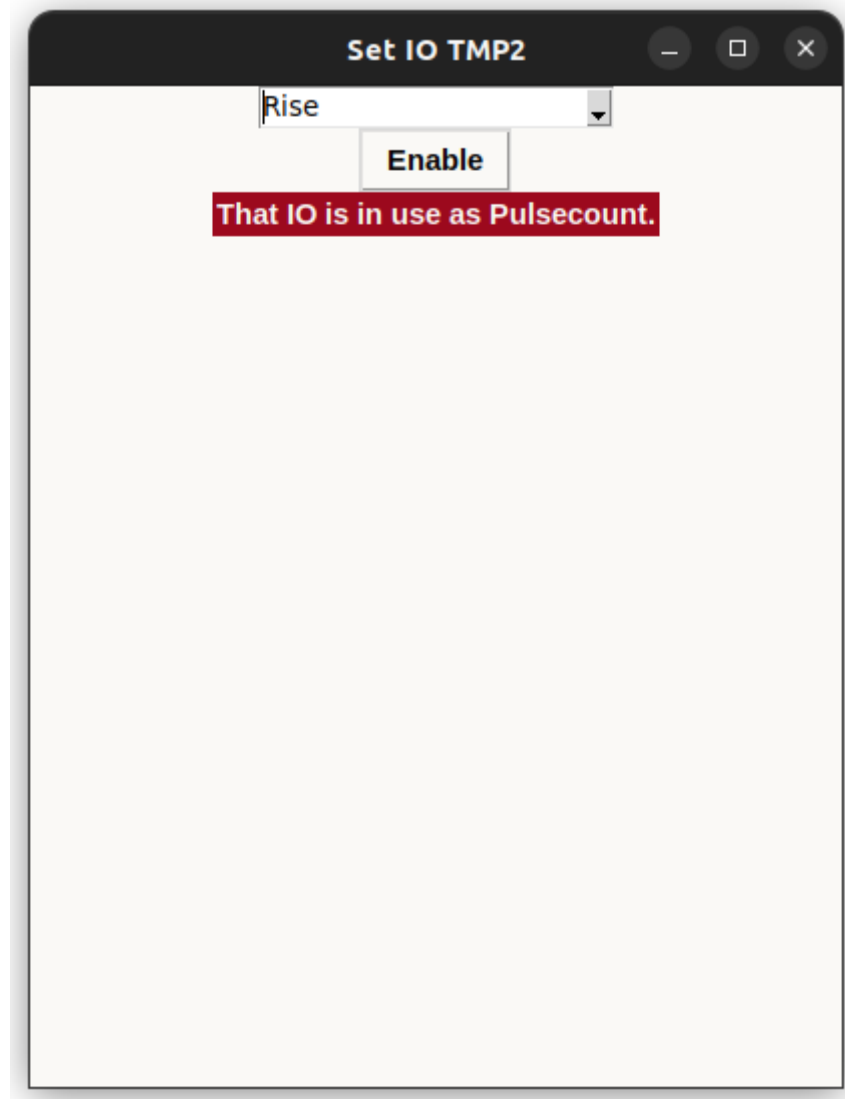 Set IO TMP2
Rise
Enable
That IO is in use as Pulsecount.